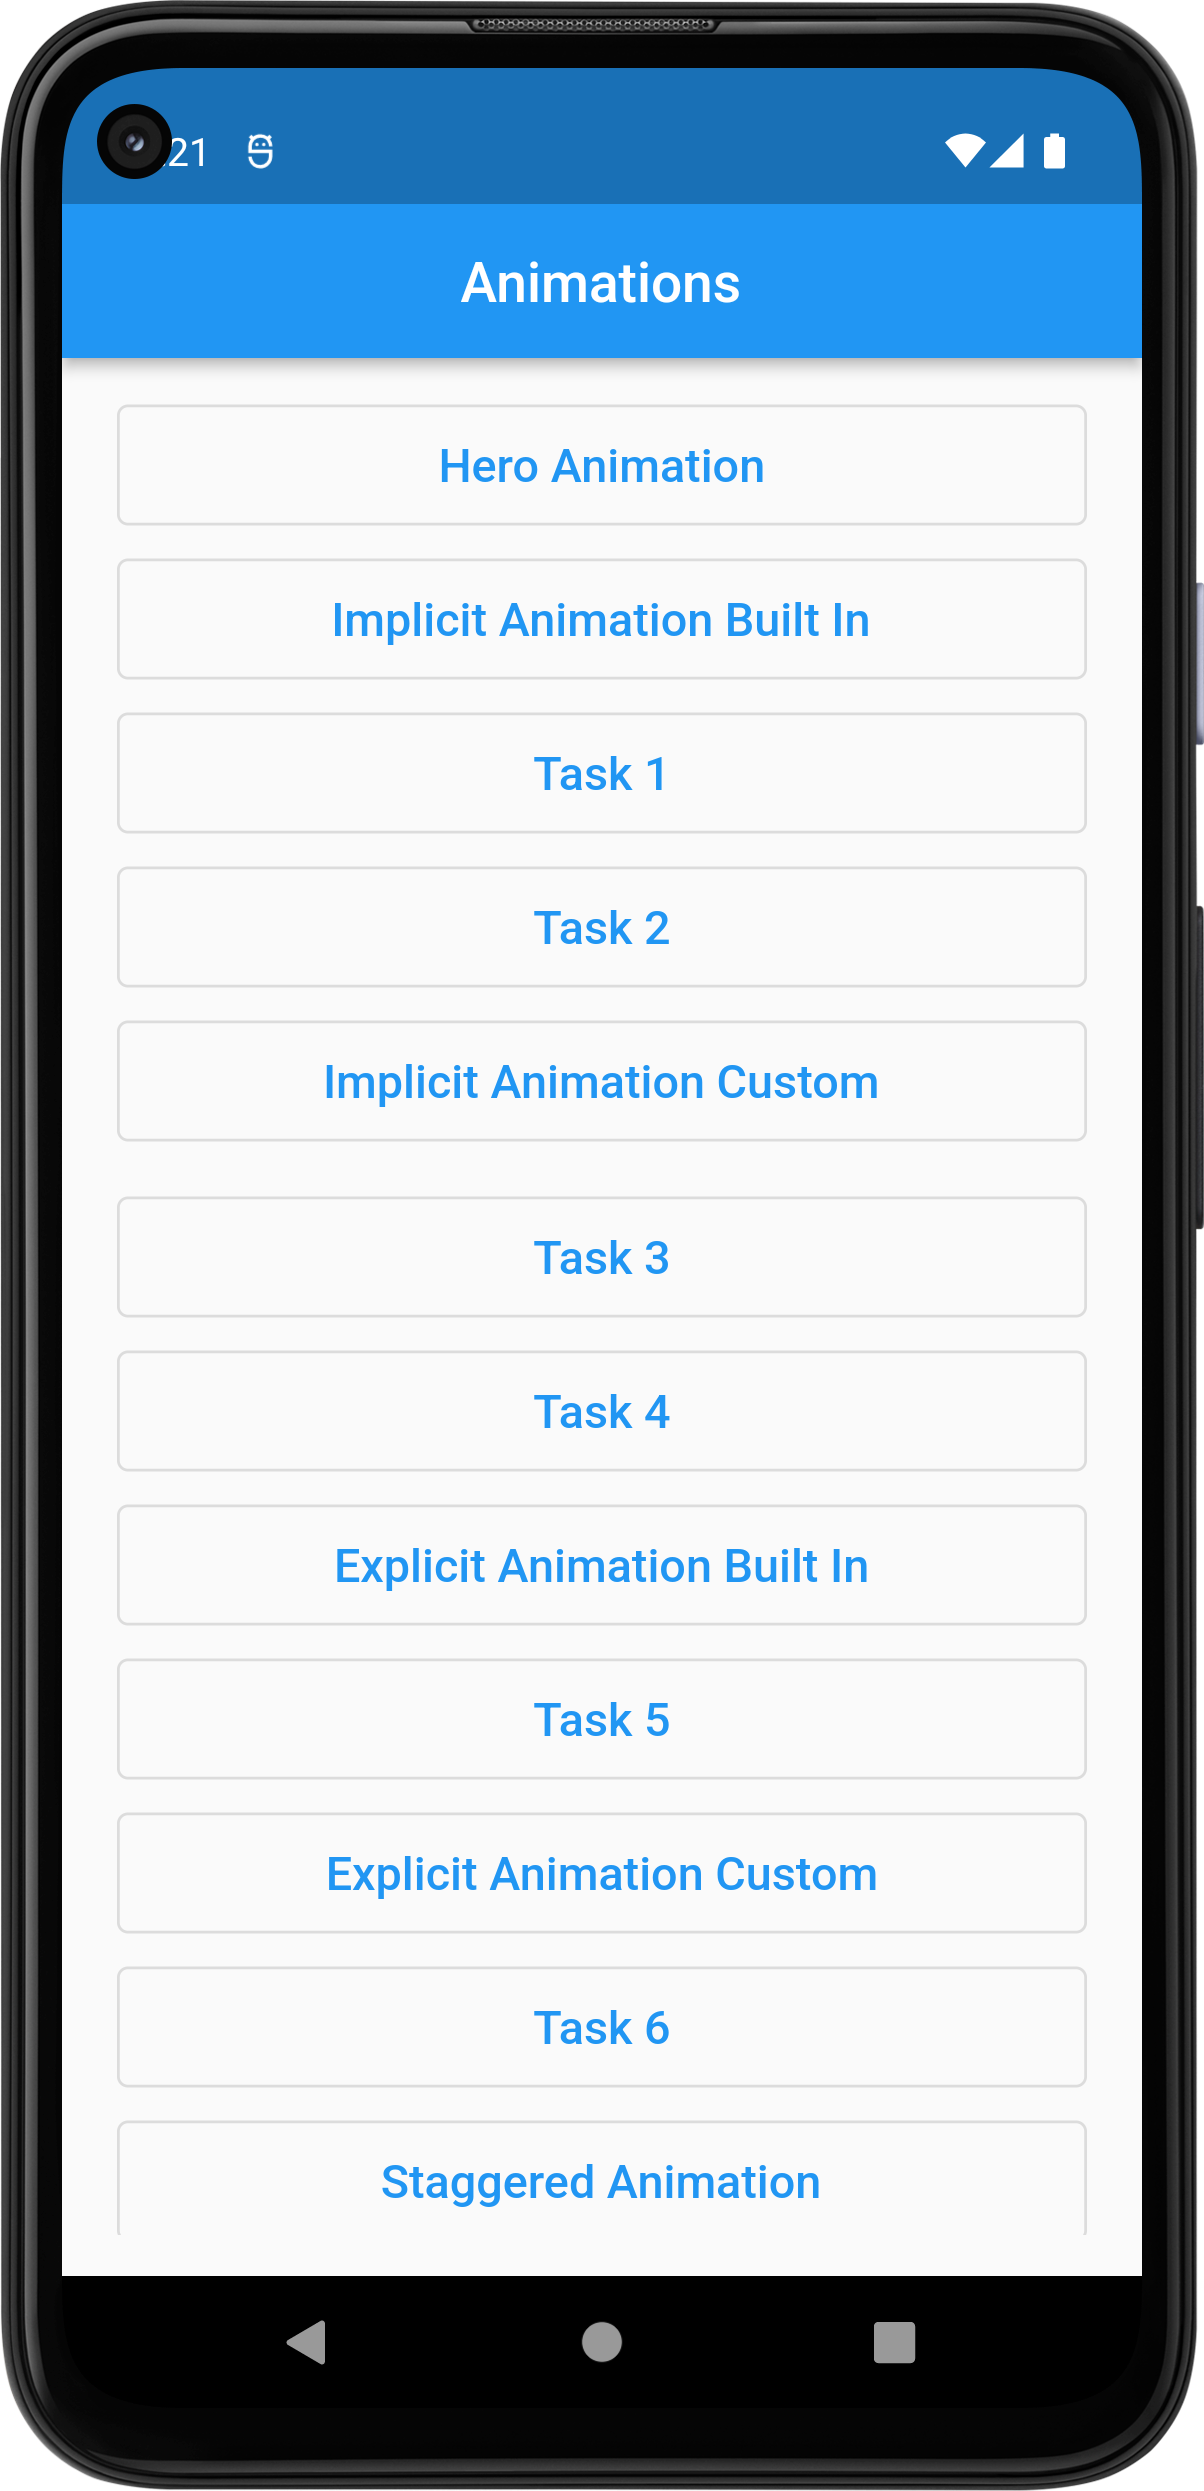 21
Animations
Hero Animation
Implicit Animation Built In
Task 1
Task 2
Implicit Animation Custom
Task 3
Task 4
Explicit Animation Built In
Task 5
Explicit Animation Custom
Task 6
Staggered Animation